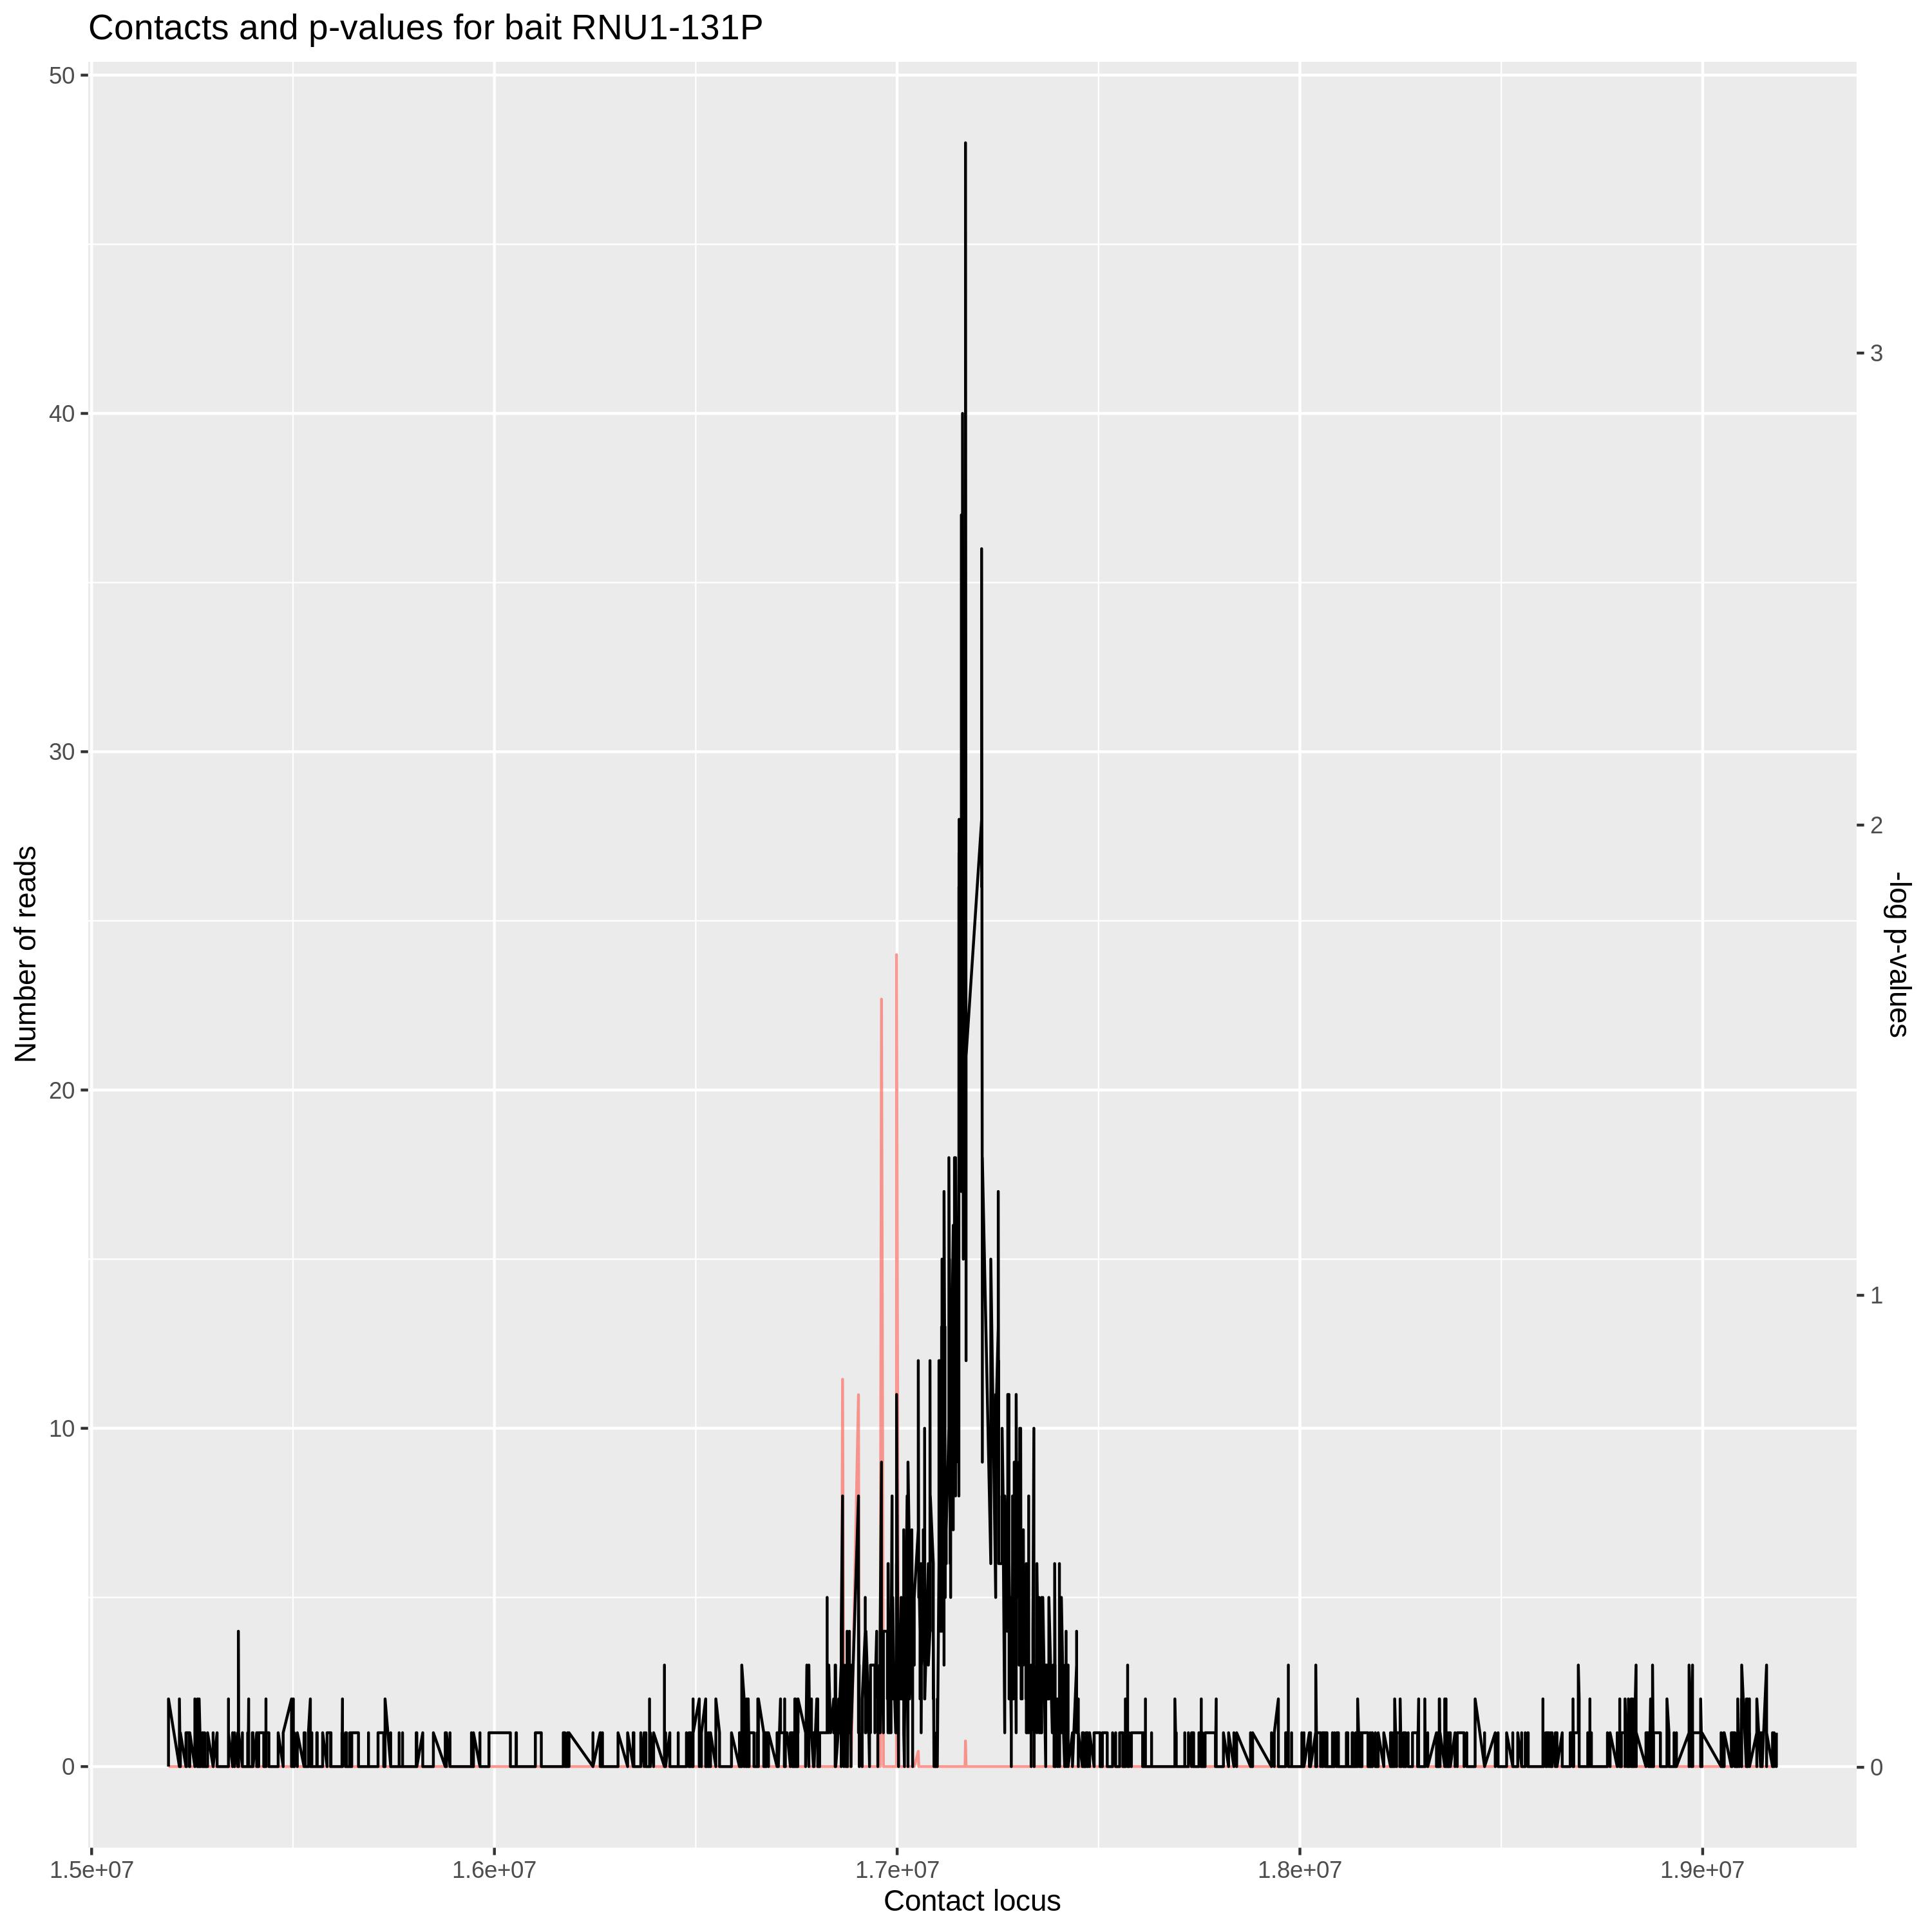 Contacts and p-values for bait RNU1-131P
50
40
30
20
10
0
Number of reads
3
2
1
0
-log p-values
1.5e+07
1.6e+07
1.7e+07
1.8e+07
1.9e+07
Contact locus